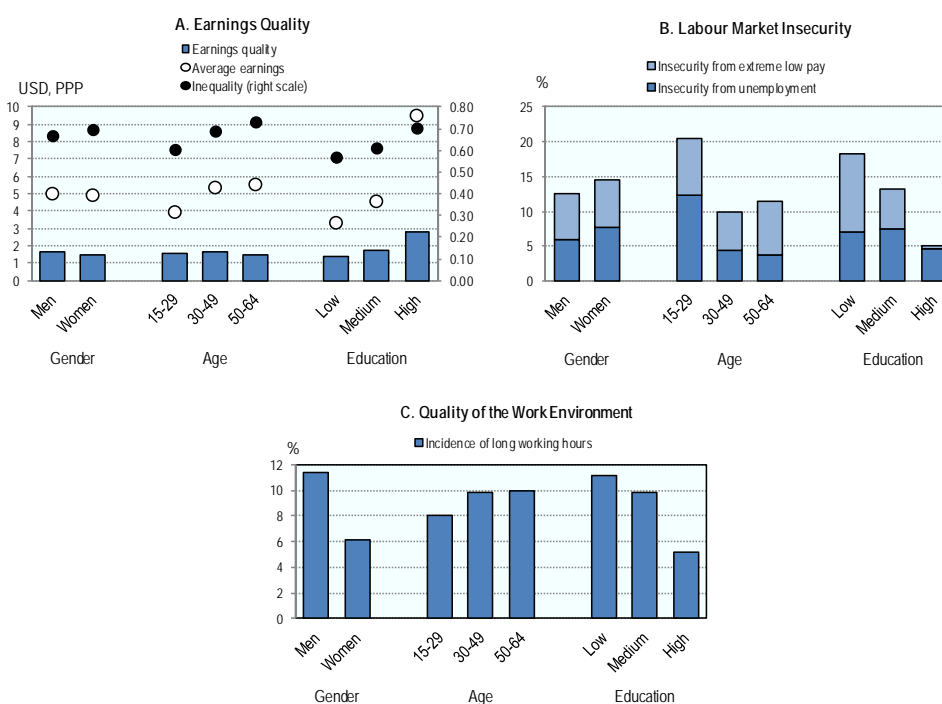 A. Earnings Quality
Earnings quality
Average earnings
Inequality (right scale)
USD, PPP
10
9
8
7
6
5
4
3
2
1
0
0.80
0.70
0.60
0.50
0.40
0.30
0.20
0.10
0.00
Men
Women
15-29
30-49
50-64
Low
Medium
High
Gender
Age
Education
B. Labour Market Insecurity
Insecurity from extreme low pay
Insecurity from unemployment
%
25
20
15
10
5
0
Men
Women
15-29
30-49
50-64
Low
Medium
High
Gender
Age
Education
C. Quality of the Work Environment
Incidence of long working hours
%
12
10
8
6
4
2
0
Men
Women
15-29
30-49
50-64
Low
Medium
High
Gender
Age
Education